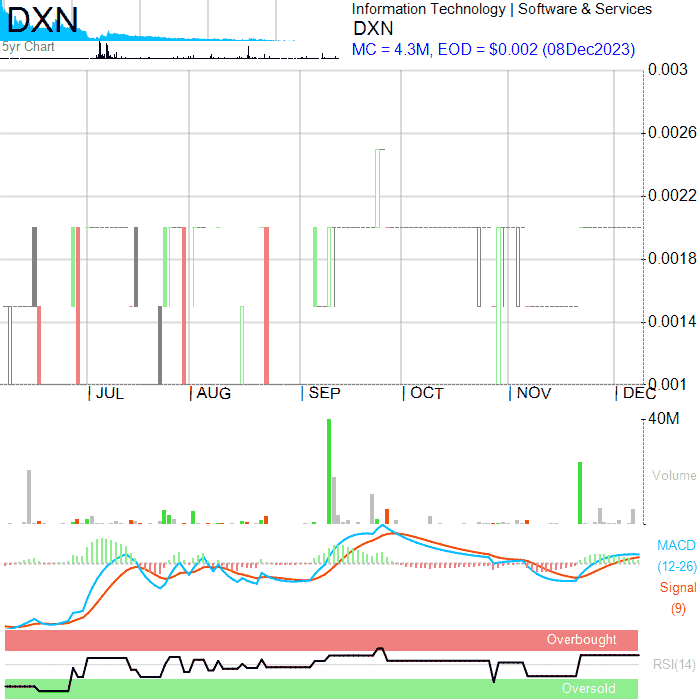 DXN
5yr Chart
Information Technology | Software & Services
DXN
MC = 4.3M, EOD = $0.002 (08Dec2023)
0.003
0.0026
0.0022
0.0018
0.0014
0.001
JUL AUG SEP OCT NOV DEC
40M
Volume
MACD
(12-26)
Signal
(9)
Overbought
RSI(14)
Oversold